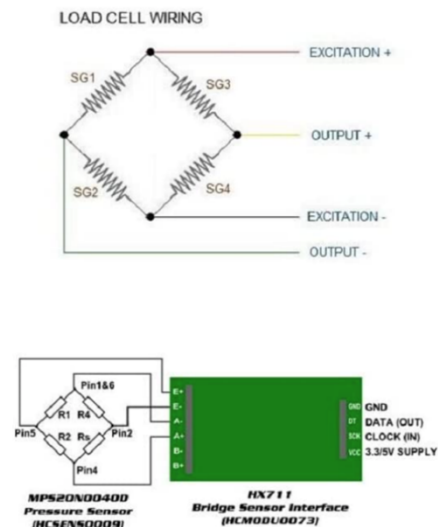 LOAD CELL WIRING
EXCITATION +
SG1
SG3
OUTPUT +
SG2
SG4
EXCITATION -
OUTPUT -
Pin1&6
R1 R4
Pin5
Pin2
R2 Rs
Pin4
E+
E-
A-
A+
B-
B+
GND GND
DT DATA (OUT)
SCK CLOCK (IN)
VCC 3.3/5V SUPPLY
MPS20N0040D
Pressure Sensor
(HCSENS0009)
HX711
Bridge Sensor Interface
(HCMODU0073)